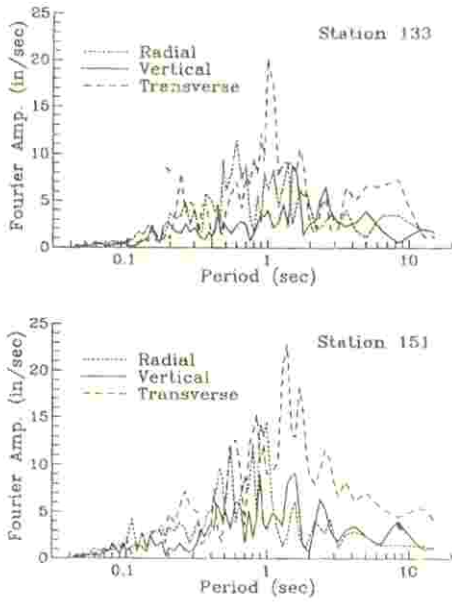 Station 133
Fourier Amp. (in/sec)
25
20
15
10
5
0
Radial
Vertical
Transverse
0.1
1
10
Period (sec)
Station 151
Fourier Amp. (in/sec)
25
20
15
10
5
0
Radial
Vertical
Transverse
0.1
1
10
Period (sec)